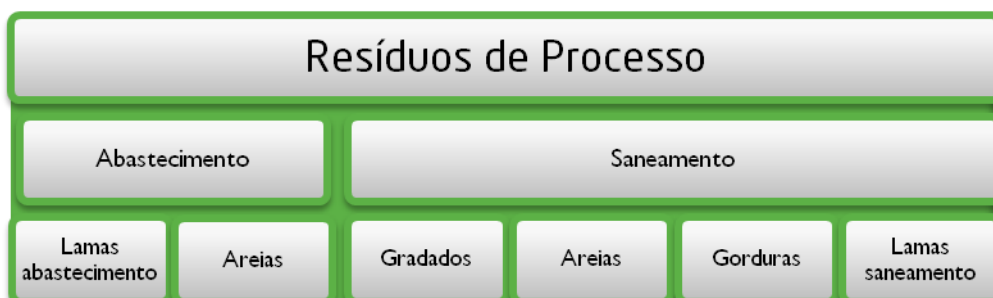 Resíduos de Processo
Abastecimento
Saneamento
Lamas
abastecimento
Areias
Gradados
Areias
Gorduras
Lamas
saneamento